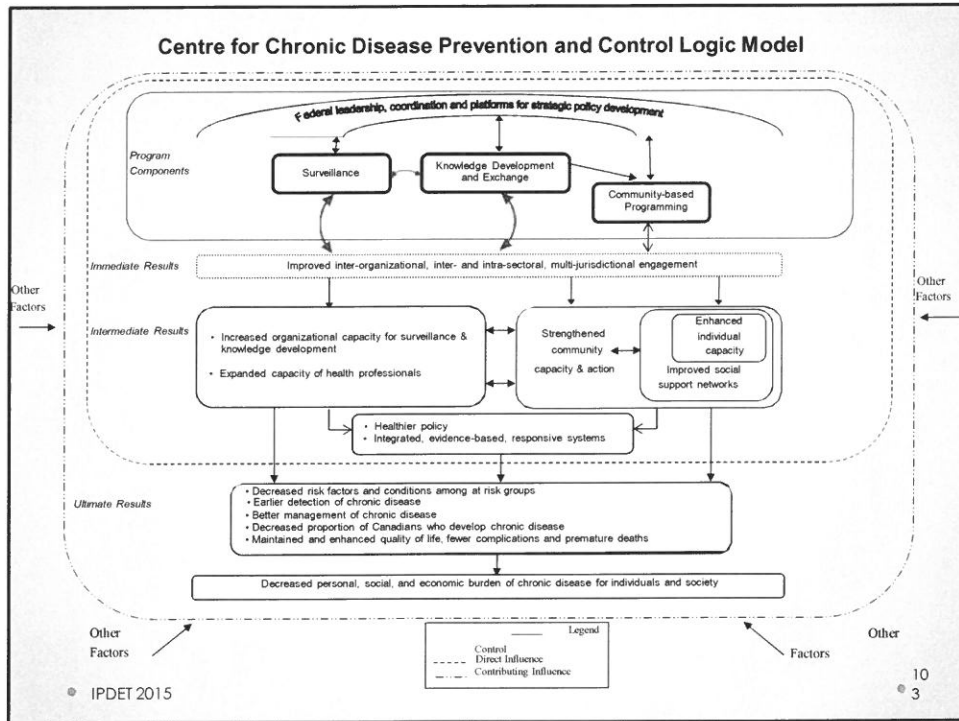 Centre for Chronic Disease Prevention and Control Logic Model
Federal leadership, coordination and platforms for strategic policy development
Program
Components
Surveillance
Knowledge Development
and Exchange
Community-based
Programming
Immediate Results
Improved inter-organizational, inter- and intra-sectoral, multi-jurisdictional engagement
Other
Factors
Other
Factors
Intermediate Results
• Increased organizational capacity for surveillance &
knowledge development
• Expanded capacity of health professionals
Strengthened
community
capacity & action
Enhanced
individual
capacity
Improved social
support networks
• Healthier policy
• Integrated, evidence-based, responsive systems
Ultimate Results
• Decreased risk factors and conditions among at risk groups
• Earlier detection of chronic disease
• Better management of chronic disease
• Decreased proportion of Canadians who develop chronic disease
• Maintained and enhanced quality of life, fewer complications and premature deaths
Decreased personal, social, and economic burden of chronic disease for individuals and society
Other
Factors
Legend
Control
Direct Influence
Contributing Influence
Other
Factors
IPDET 2015
10
3